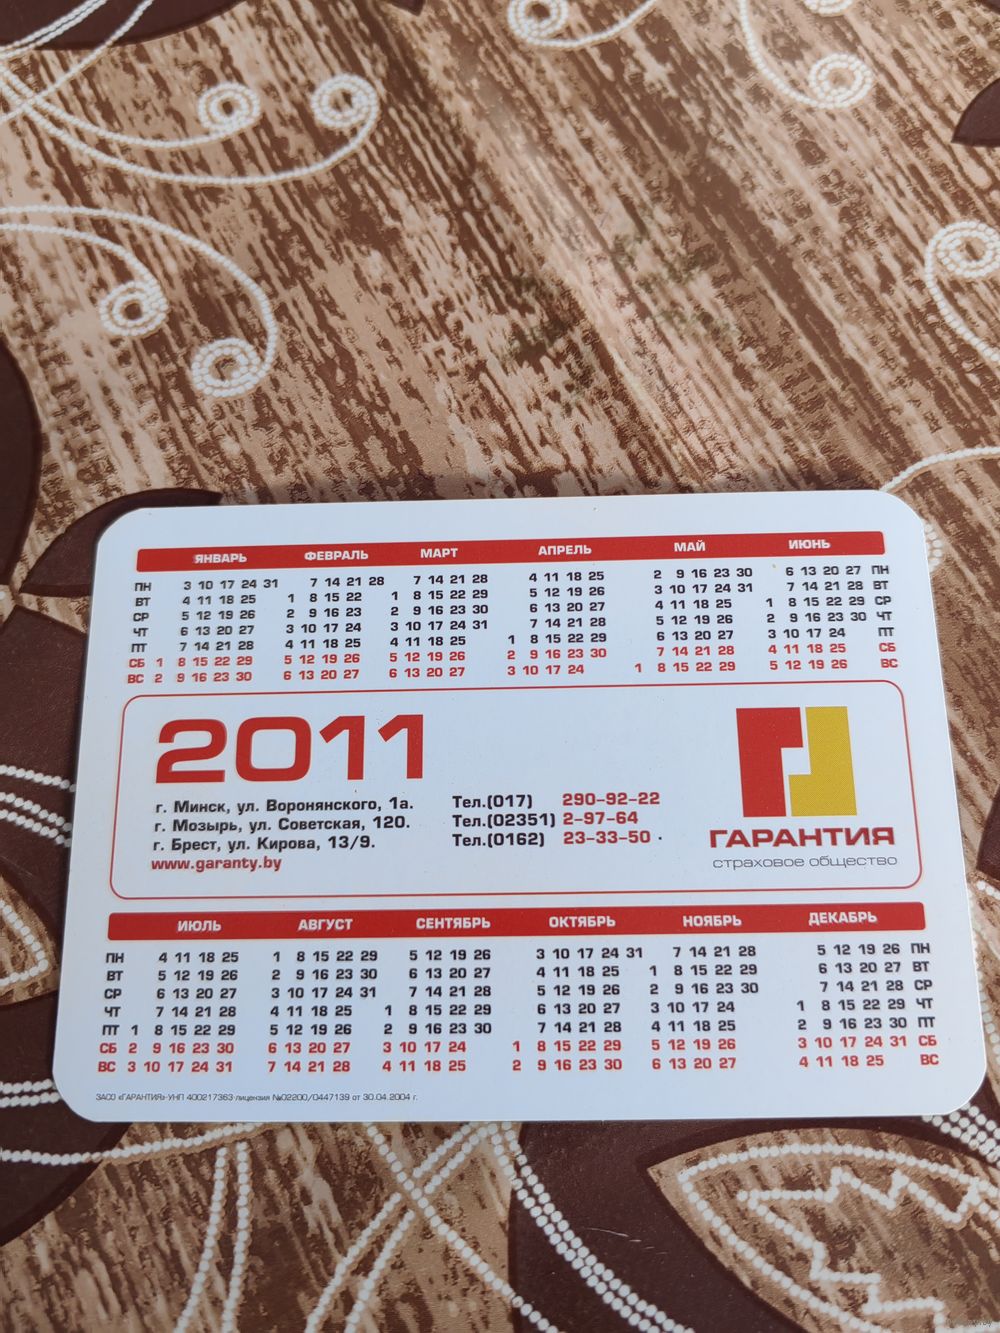 ЯНВАРЬ ФЕВРАЛЬ МАРТ АПРЕЛЬ МАЙ ИЮНЬ
ПН 3 10 17 24 31 7 14 21 28 7 14 21 28 4 11 18 25 2 9 16 23 30 6 13 20 27 ПН
ВТ 4 11 18 25 1 8 15 22 1 8 15 22 29 5 12 19 26 3 10 17 24 31 7 14 21 28 ВТ
СР 5 12 19 26 2 9 16 23 2 9 16 23 30 6 13 20 27 4 11 18 25 1 8 15 22 29 СР
ЧТ 6 13 20 27 3 10 17 24 3 10 17 24 31 7 14 21 28 5 12 19 26 2 9 16 23 30 ЧТ
ПТ 7 14 21 28 4 11 18 25 4 11 18 25 1 8 15 22 29 6 13 20 27 3 10 17 24 ПТ
СБ 1 8 15 22 29 5 12 19 26 5 12 19 26 2 9 16 23 30 7 14 21 28 4 11 18 25 СБ
ВС 2 9 16 23 30 6 13 20 27 6 13 20 27 3 10 17 24 1 8 15 22 29 5 12 19 26 ВС
2011
г. Минск, ул. Воронянского, 1а. Тел.(017) 290-92-22
г. Мозырь, ул. Советская, 120. Тел.(02351) 2-97-64
г. Брест, ул. Кирова, 13/9. Тел.(0162) 23-33-50
www.garanty.by
ГАРАНТИЯ
страховое общество
ИЮЛЬ АВГУСТ СЕНТЯБРЬ ОКТЯБРЬ НОЯБРЬ ДЕКАБРЬ
ПН 4 11 18 25 1 8 15 22 29 5 12 19 26 3 10 17 24 31 7 14 21 28 5 12 19 26 ПН
ВТ 5 12 19 26 2 9 16 23 30 6 13 20 27 4 11 18 25 1 8 15 22 29 6 13 20 27 ВТ
СР 6 13 20 27 3 10 17 24 31 7 14 21 28 5 12 19 26 2 9 16 23 30 7 14 21 28 СР
ЧТ 7 14 21 28 4 11 18 25 1 8 15 22 29 6 13 20 27 3 10 17 24 1 8 15 22 29 ЧТ
ПТ 1 8 15 22 29 5 12 19 26 2 9 16 23 30 7 14 21 28 4 11 18 25 2 9 16 23 30 ПТ
СБ 2 9 16 23 30 6 13 20 27 3 10 17 24 1 8 15 22 29 5 12 19 26 3 10 17 24 31 СБ
ВС 3 10 17 24 31 7 14 21 28 4 11 18 25 2 9 16 23 30 6 13 20 27 4 11 18 25 ВС
ЗАСО «ГАРАНТИЯ» УНП 400217363 лицензия №02200/0447139 от 30.04.2004 г.